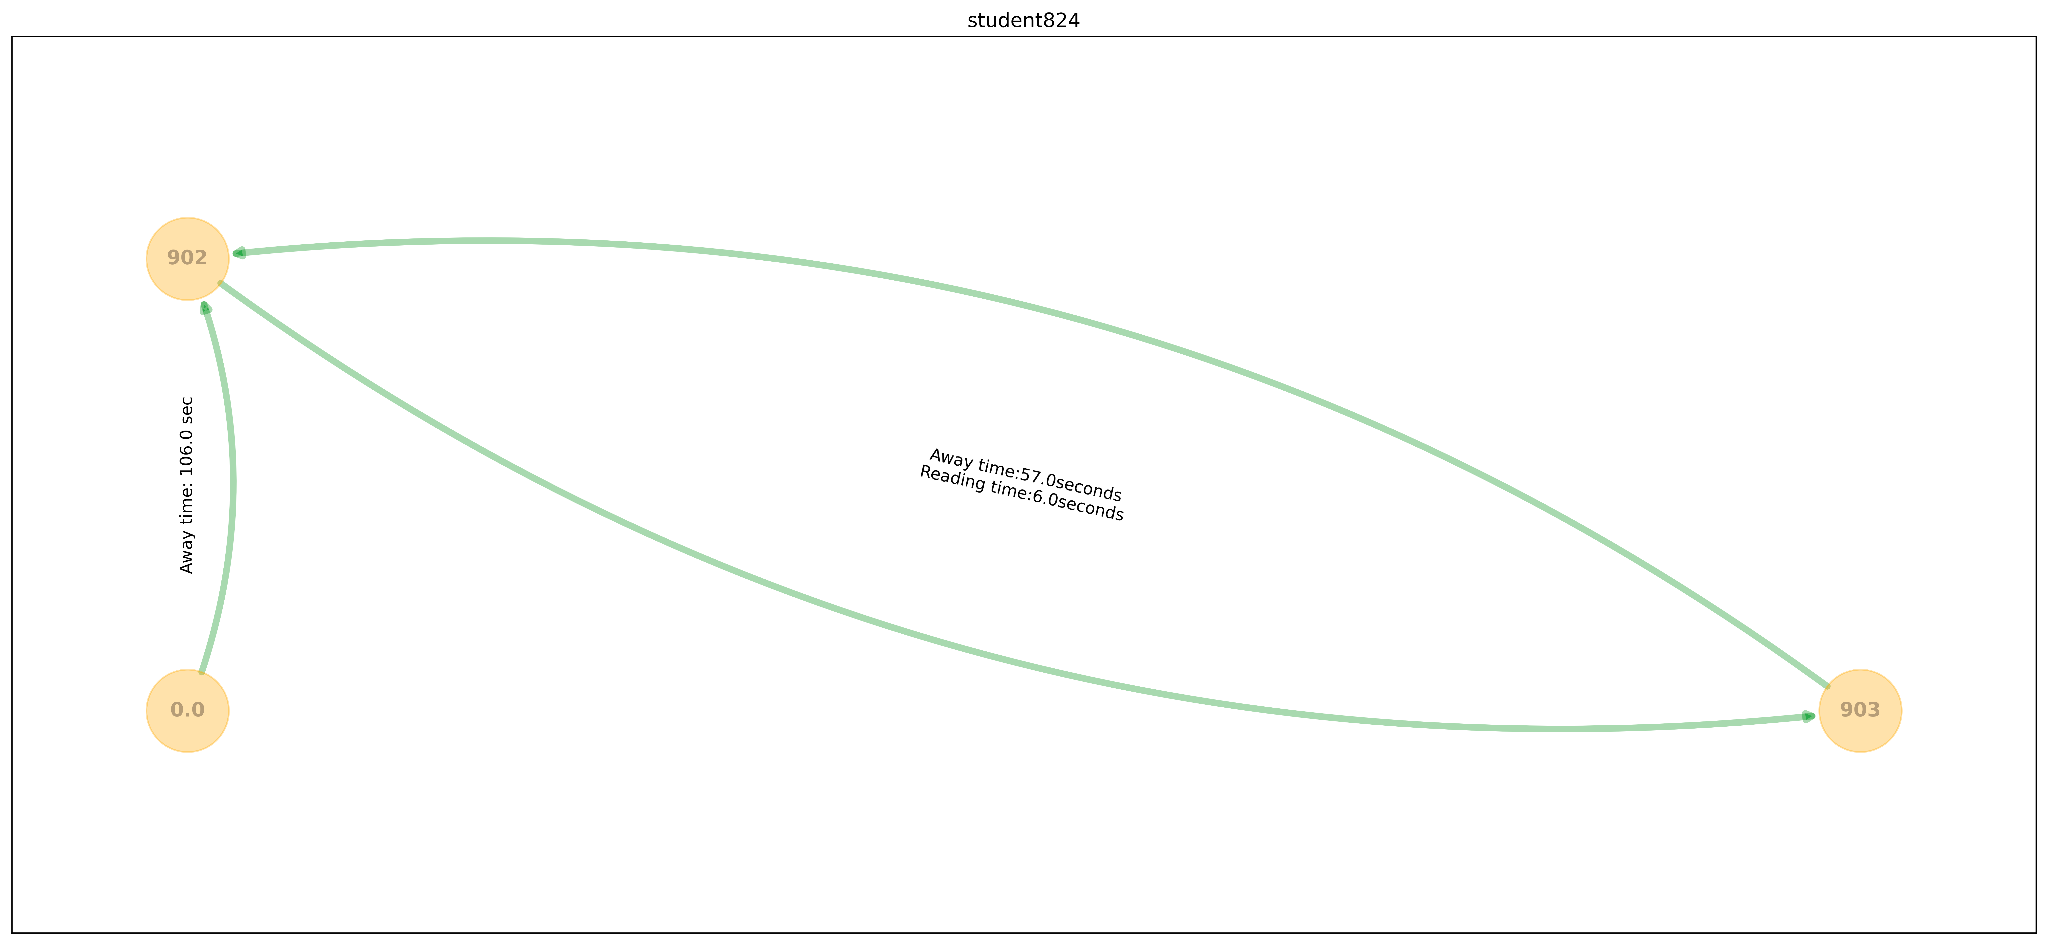 student824
902
Away time: 106.0 sec
Away time:57.0seconds
Reading time:6.0seconds
0.0
903